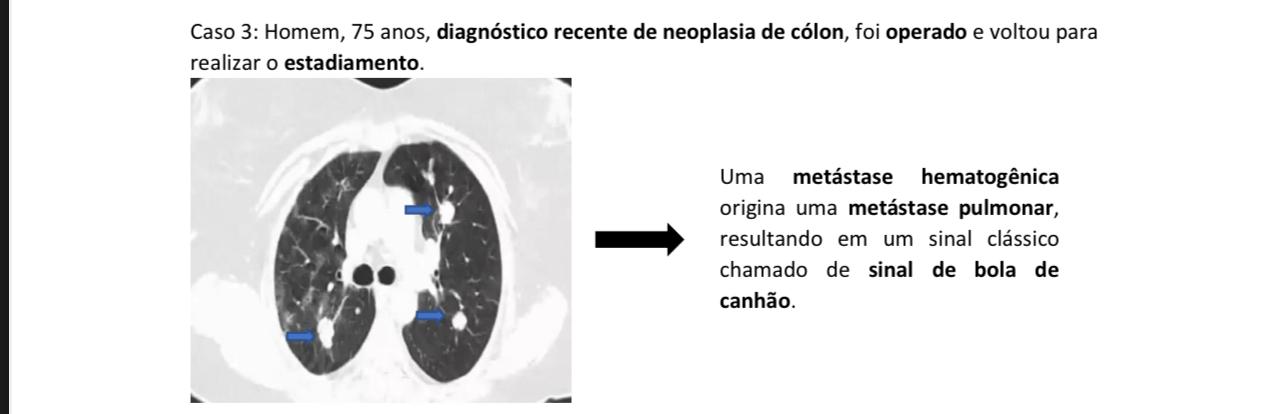 Caso 3: Homem, 75 anos, diagnóstico recente de neoplasia de cólon, foi operado e voltou para
realizar o estadiamento.
Uma metástase hematogênica
origina uma metástase pulmonar,
resultando em um sinal clássico
chamado de sinal de bola de
canhão.